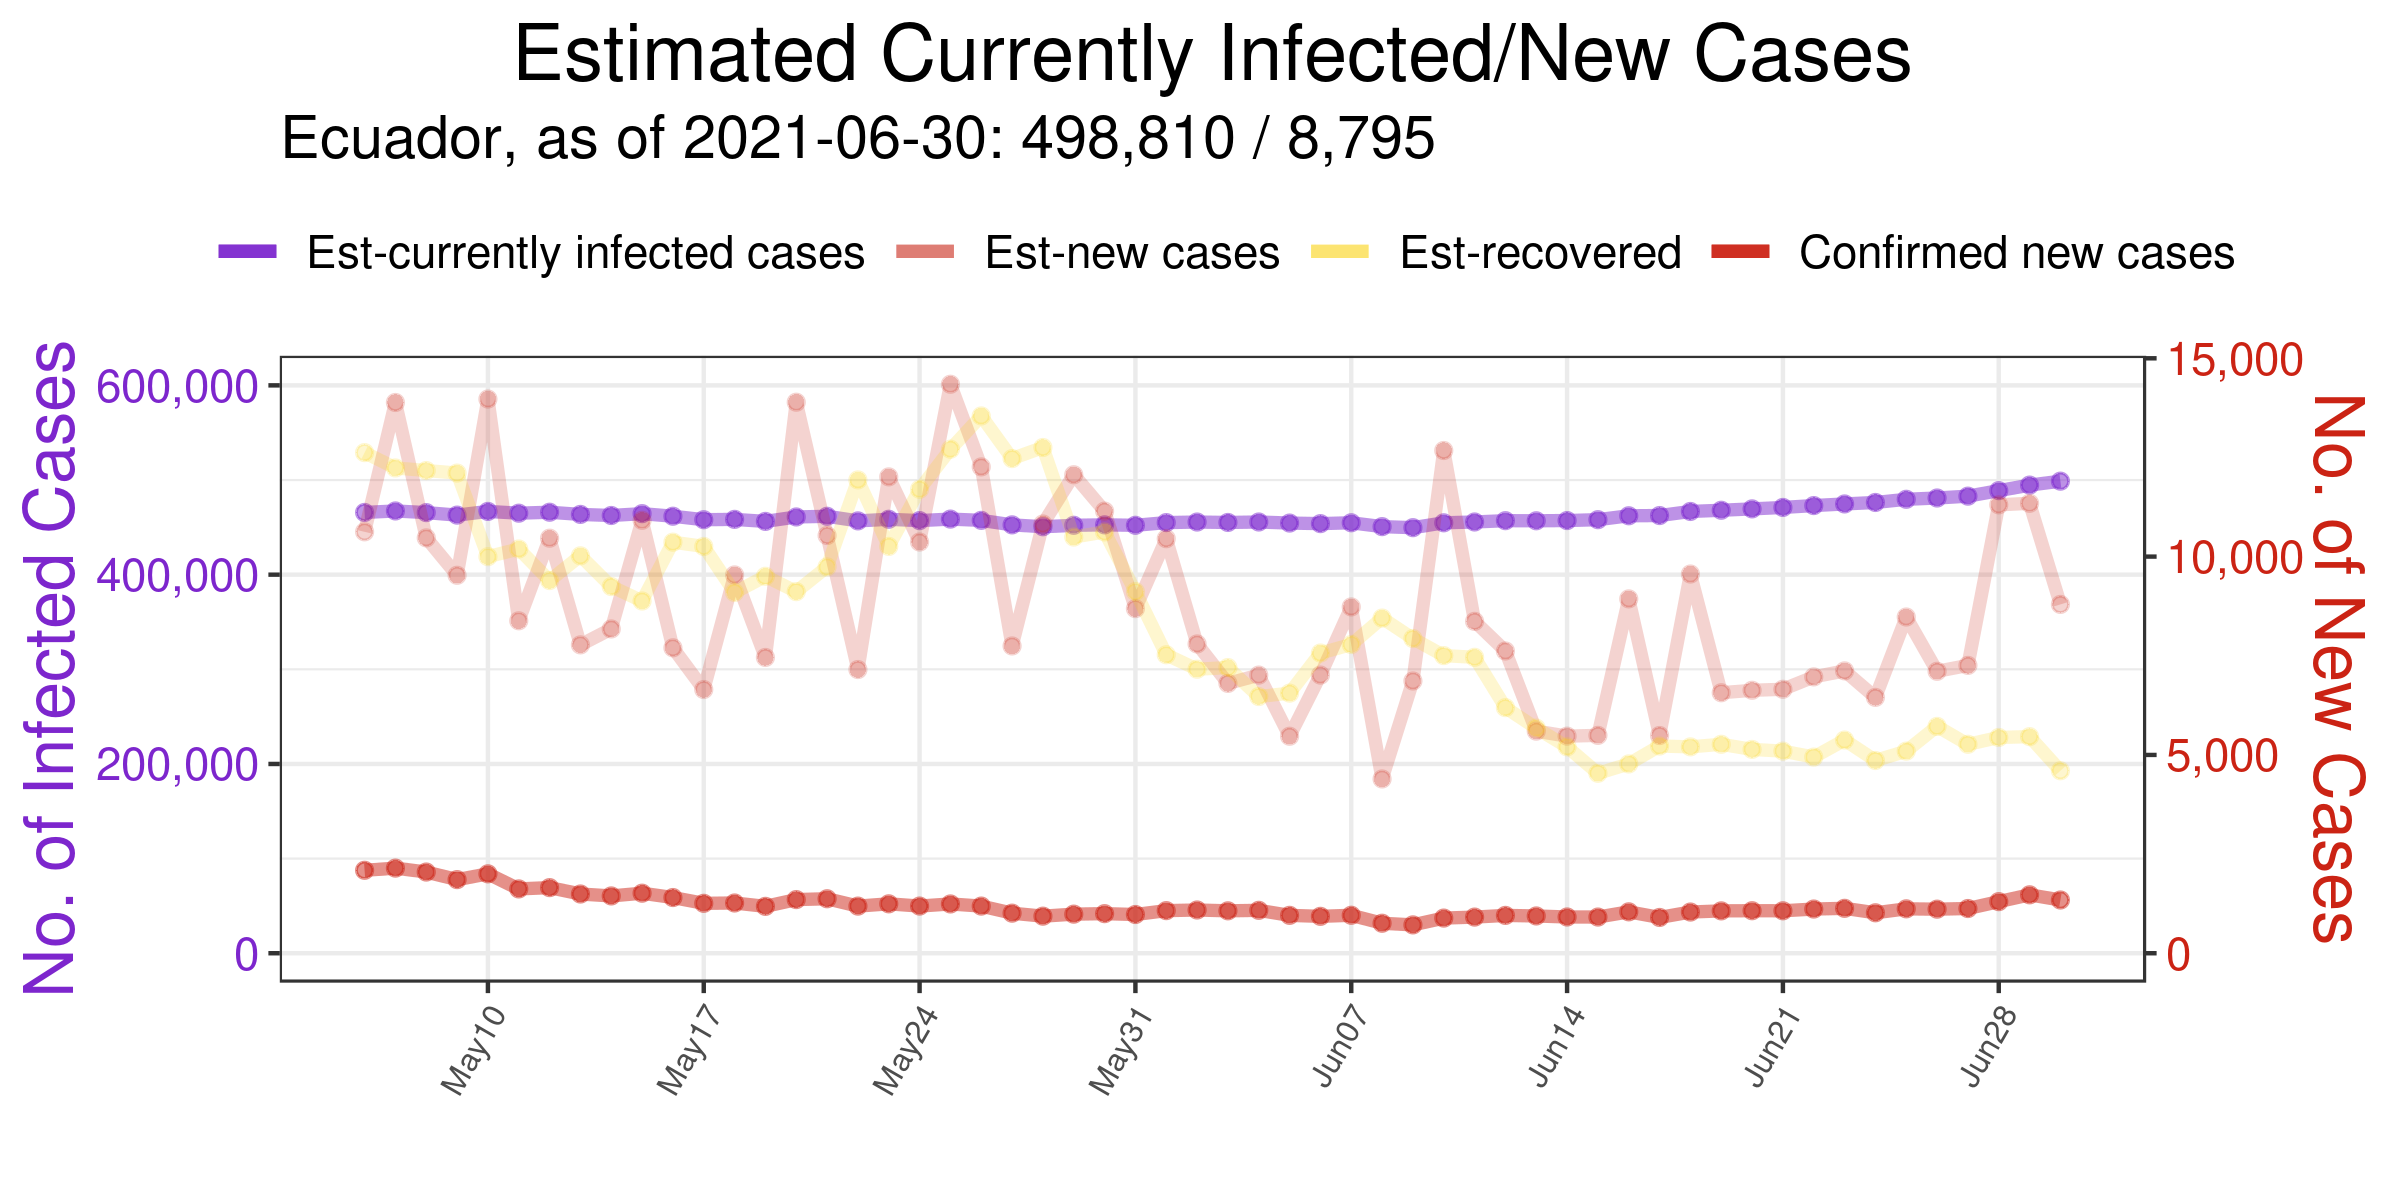 Estimated Currently Infected/New Cases
Ecuador, as of 2021-06-30: 498,810 / 8,795
Est-currently infected cases Est-new cases Est-recovered Confirmed new cases
No. of Infected Cases
600,000
400,000
200,000
0
15,000
10,000
5,000
0
No. of New Cases
May10 May17 May24 May31 Jun07 Jun14 Jun21 Jun28